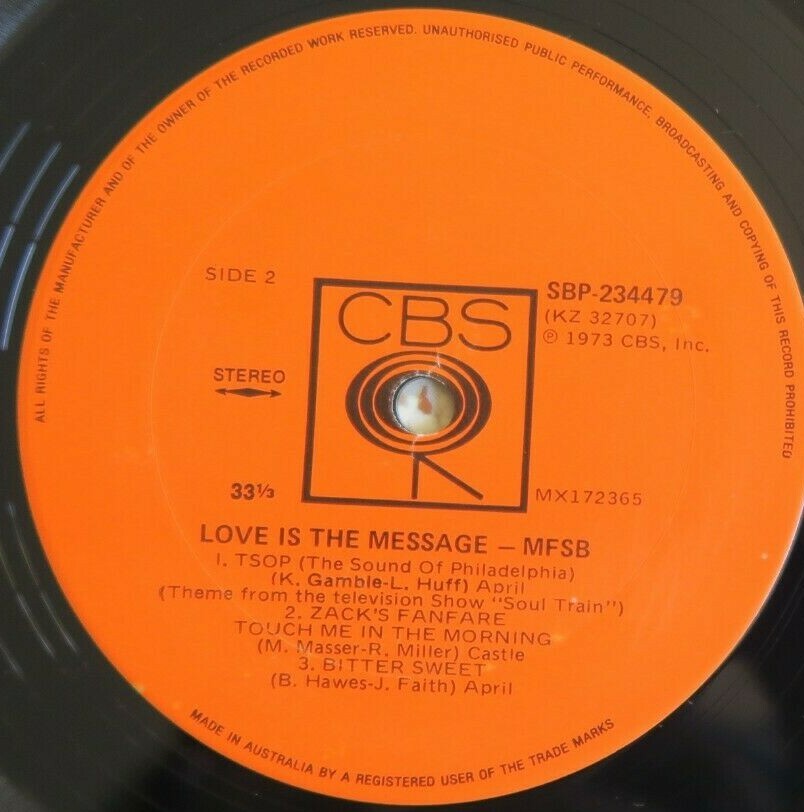 ALL RIGHTS OF THE MANUFACTURER AND OF THE OWNER OF THE RECORDED WORK RESERVED. UNAUTHORISED PUBLIC PERFORMANCE, BROADCASTING AND COPYING OF THIS RECORD PROHIBITED
SIDE 2
CBS
SBP-234479
(KZ 32707)
℗ 1973 CBS, Inc.
STEREO
33⅓
MX172365
LOVE IS THE MESSAGE – MFSB
1. TSOP (The Sound Of Philadelphia)
(K. Gamble-L. Huff) April
(Theme from the television Show "Soul Train")
2. ZACK'S FANFARE
TOUCH ME IN THE MORNING
(M. Masser-R. Miller) Castle
3. BITTER SWEET
(B. Hawes-J. Faith) April
MADE IN AUSTRALIA BY A REGISTERED USER OF THE TRADE MARKS